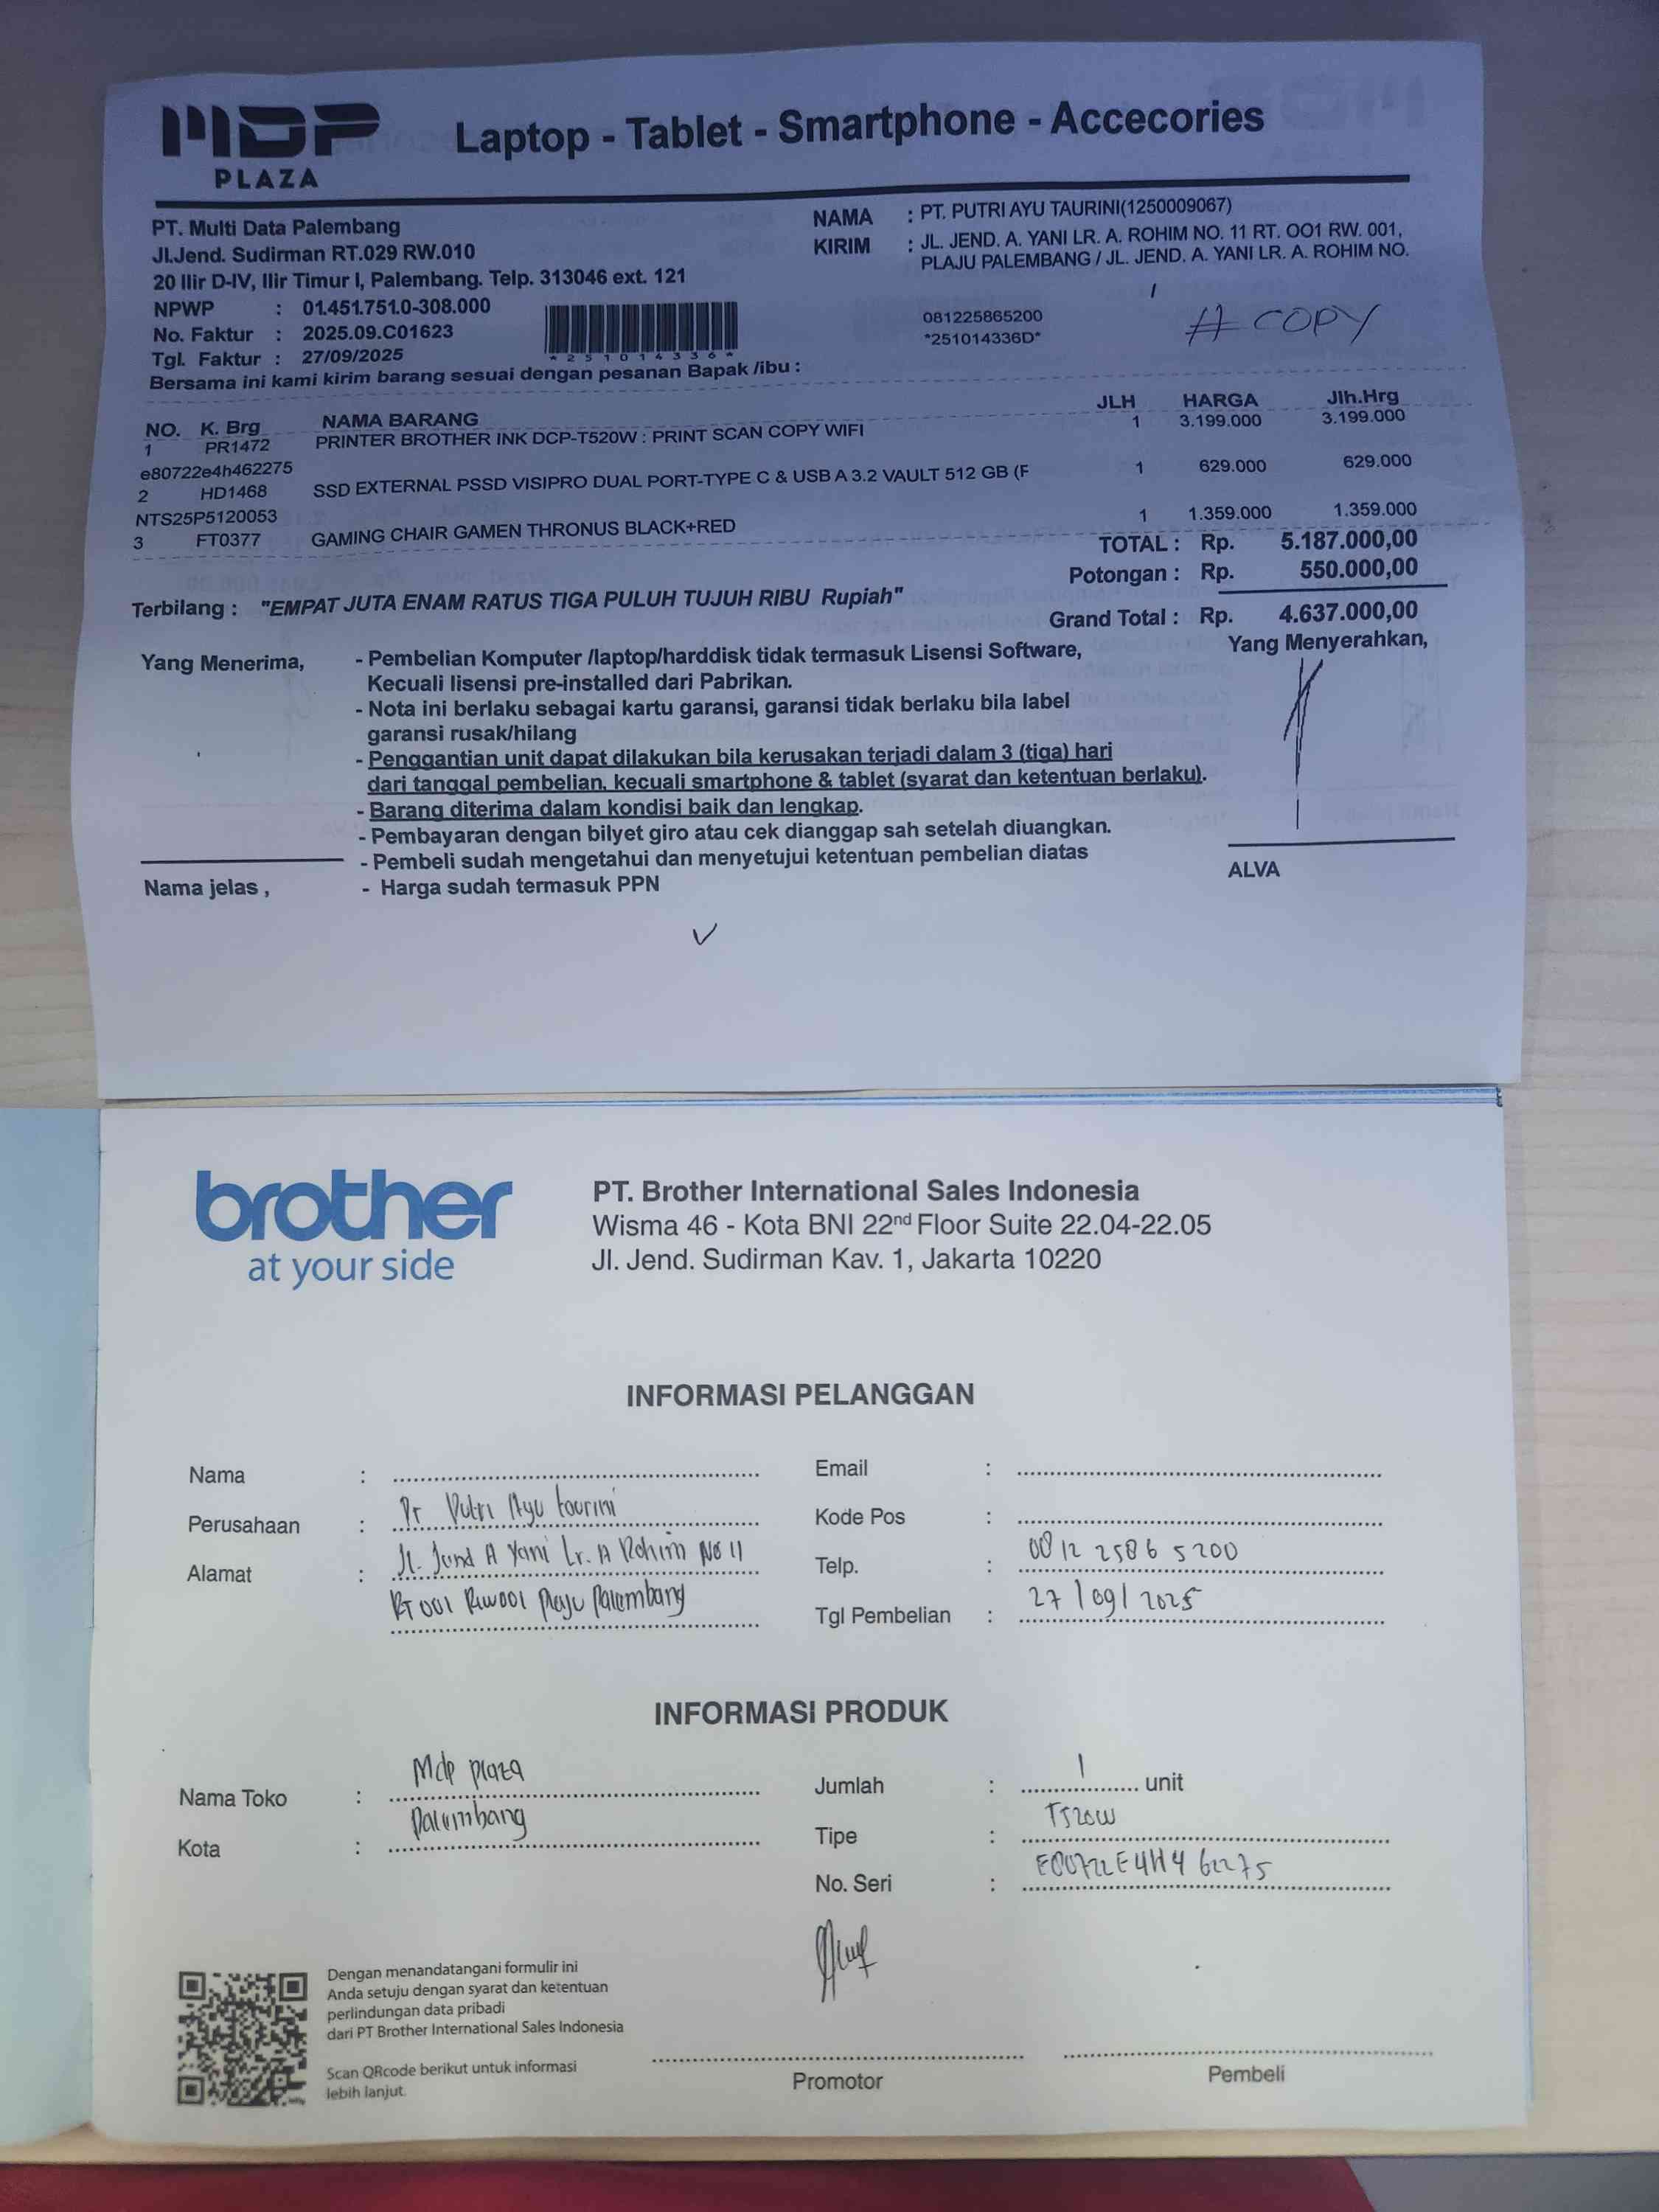 MDP
PLAZA
Laptop - Tablet - Smartphone - Accecories
PT. Multi Data Palembang
Jl.Jend. Sudirman RT.029 RW.010
20 Ilir D-IV, Ilir Timur I, Palembang. Telp. 313046 ext. 121
NPWP : 01.451.751.0-308.000
No. Faktur : 2025.09.C01623
Tgl. Faktur : 27/09/2025
*251014336*
NAMA : PT. PUTRI AYU TAURINI(1250009067)
KIRIM : JL. JEND. A. YANI LR. A. ROHIM NO. 11 RT. OO1 RW. 001,
PLAJU PALEMBANG / JL. JEND. A. YANI LR. A. ROHIM NO.
081225865200
*251014336D*
# COPY
Bersama ini kami kirim barang sesuai dengan pesanan Bapak /ibu :
NO. K. Brg NAMA BARANG JLH HARGA Jlh.Hrg
1 PR1472 PRINTER BROTHER INK DCP-T520W : PRINT SCAN COPY WIFI 1 3.199.000 3.199.000
e80722e4h462275
2 HD1468 SSD EXTERNAL PSSD VISIPRO DUAL PORT-TYPE C & USB A 3.2 VAULT 512 GB (F 1 629.000 629.000
NTS25P5120053
3 FT0377 GAMING CHAIR GAMEN THRONUS BLACK+RED 1 1.359.000 1.359.000
TOTAL : Rp. 5.187.000,00
Potongan : Rp. 550.000,00
Terbilang : "EMPAT JUTA ENAM RATUS TIGA PULUH TUJUH RIBU Rupiah"
Grand Total : Rp. 4.637.000,00
Yang Menerima,
- Pembelian Komputer /laptop/harddisk tidak termasuk Lisensi Software,
Kecuali lisensi pre-installed dari Pabrikan.
- Nota ini berlaku sebagai kartu garansi, garansi tidak berlaku bila label
garansi rusak/hilang
- Penggantian unit dapat dilakukan bila kerusakan terjadi dalam 3 (tiga) hari
dari tanggal pembelian, kecuali smartphone & tablet (syarat dan ketentuan berlaku).
- Barang diterima dalam kondisi baik dan lengkap.
- Pembayaran dengan bilyet giro atau cek dianggap sah setelah diuangkan.
- Pembeli sudah mengetahui dan menyetujui ketentuan pembelian diatas
- Harga sudah termasuk PPN
Nama jelas ,
Yang Menyerahkan,
ALVA
brother
at your side
PT. Brother International Sales Indonesia
Wisma 46 - Kota BNI 22nd Floor Suite 22.04-22.05
Jl. Jend. Sudirman Kav. 1, Jakarta 10220
INFORMASI PELANGGAN
Nama :
Perusahaan : PT Putri Ayu taurini
Alamat : Jl. Jend A Yani Lr. A Rohim No 11
RT 001 RW001 Plaju Palembang
Email :
Kode Pos :
Telp. : 0812 2586 5200
Tgl Pembelian : 27/09/2025
INFORMASI PRODUK
Nama Toko : Mdp plaza
Kota : Palembang
Jumlah : 1 unit
Tipe : T520W
No. Seri : E80722E4H462275
Dengan menandatangani formulir ini
Anda setuju dengan syarat dan ketentuan
perlindungan data pribadi
dari PT Brother International Sales Indonesia
Scan QRcode berikut untuk informasi
lebih lanjut.
Promotor
Pembeli